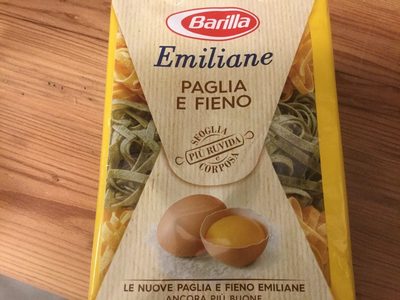 Barilla
Emiliane
PAGLIA
E FIENO
SFOGLIA
PIÙ RUVIDA
e
CORPOSA
LE NUOVE PAGLIA E FIENO EMILIANE
ANCORA PIÙ BUONE